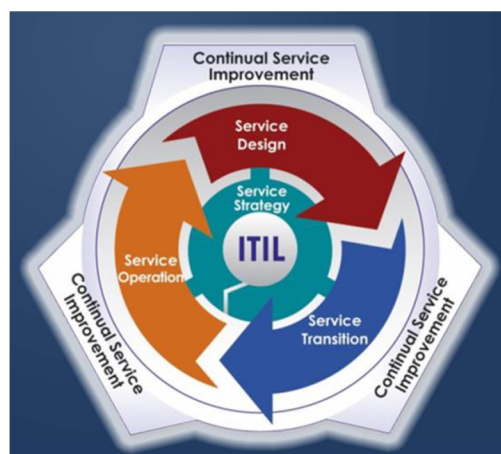 Continual Service
Improvement
Service
Design
Service
Strategy
ITIL
Service
Operation
Service
Transition
Continual Service
Improvement
Continual Service
Improvement